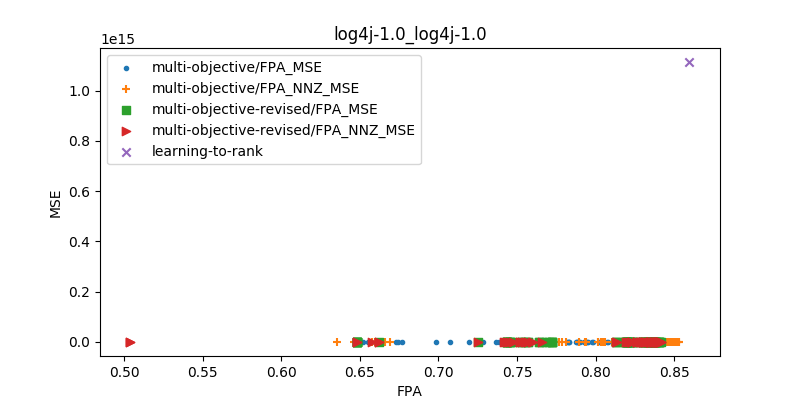 log4j-1.0_log4j-1.0
1e15
multi-objective/FPA_MSE
multi-objective/FPA_NNZ_MSE
multi-objective-revised/FPA_MSE
multi-objective-revised/FPA_NNZ_MSE
learning-to-rank
MSE
1.0
0.8
0.6
0.4
0.2
0.0
0.50 0.55 0.60 0.65 0.70 0.75 0.80 0.85
FPA